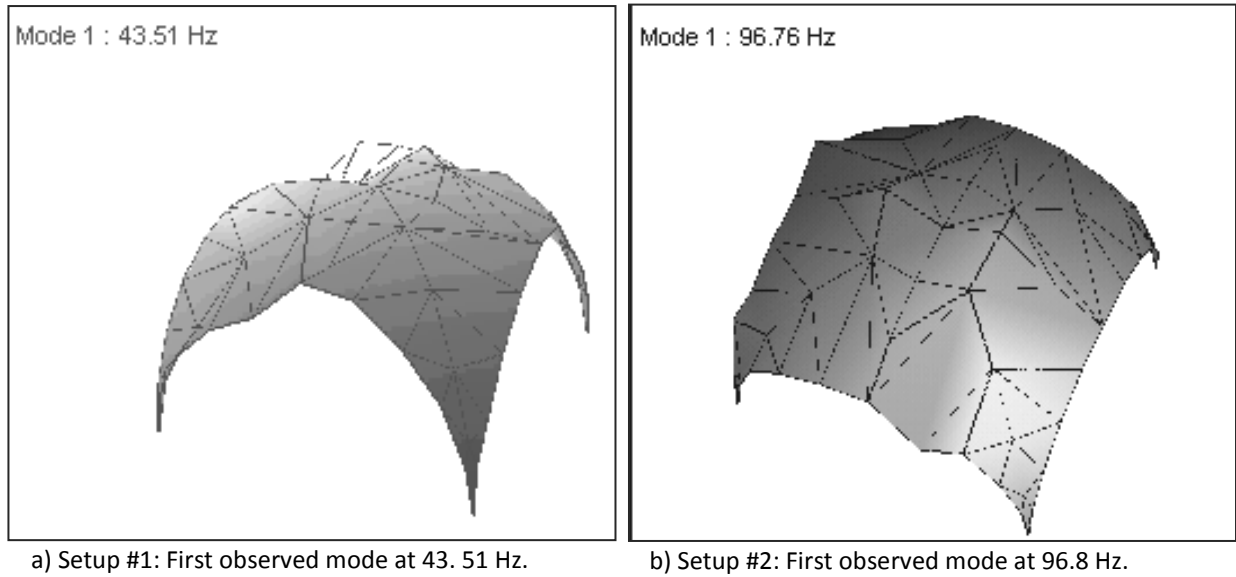 Mode 1 : 43.51 Hz
Mode 1 : 96.76 Hz
a) Setup #1: First observed mode at 43. 51 Hz.
b) Setup #2: First observed mode at 96.8 Hz.